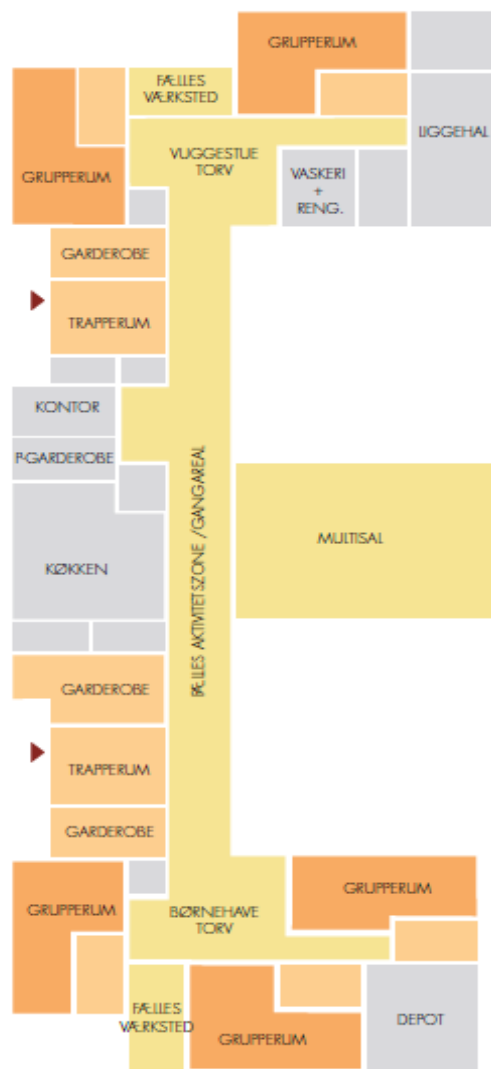 GRUPPERUM
FÆLLES
VÆRKSTED
LIGGEHAL
VUGGESTUE
TORV
GRUPPERUM
VASKERI
+
RENG.
GARDEROBE
TRAPPERUM
KONTOR
P-GARDEROBE
FÆLLES AKTIVITETSZONE /GANGAREAL
MULTISAL
KØKKEN
GARDEROBE
TRAPPERUM
GARDEROBE
GRUPPERUM
GRUPPERUM
BØRNEHAVE
TORV
FÆLLES
VÆRKSTED
DEPOT
GRUPPERUM